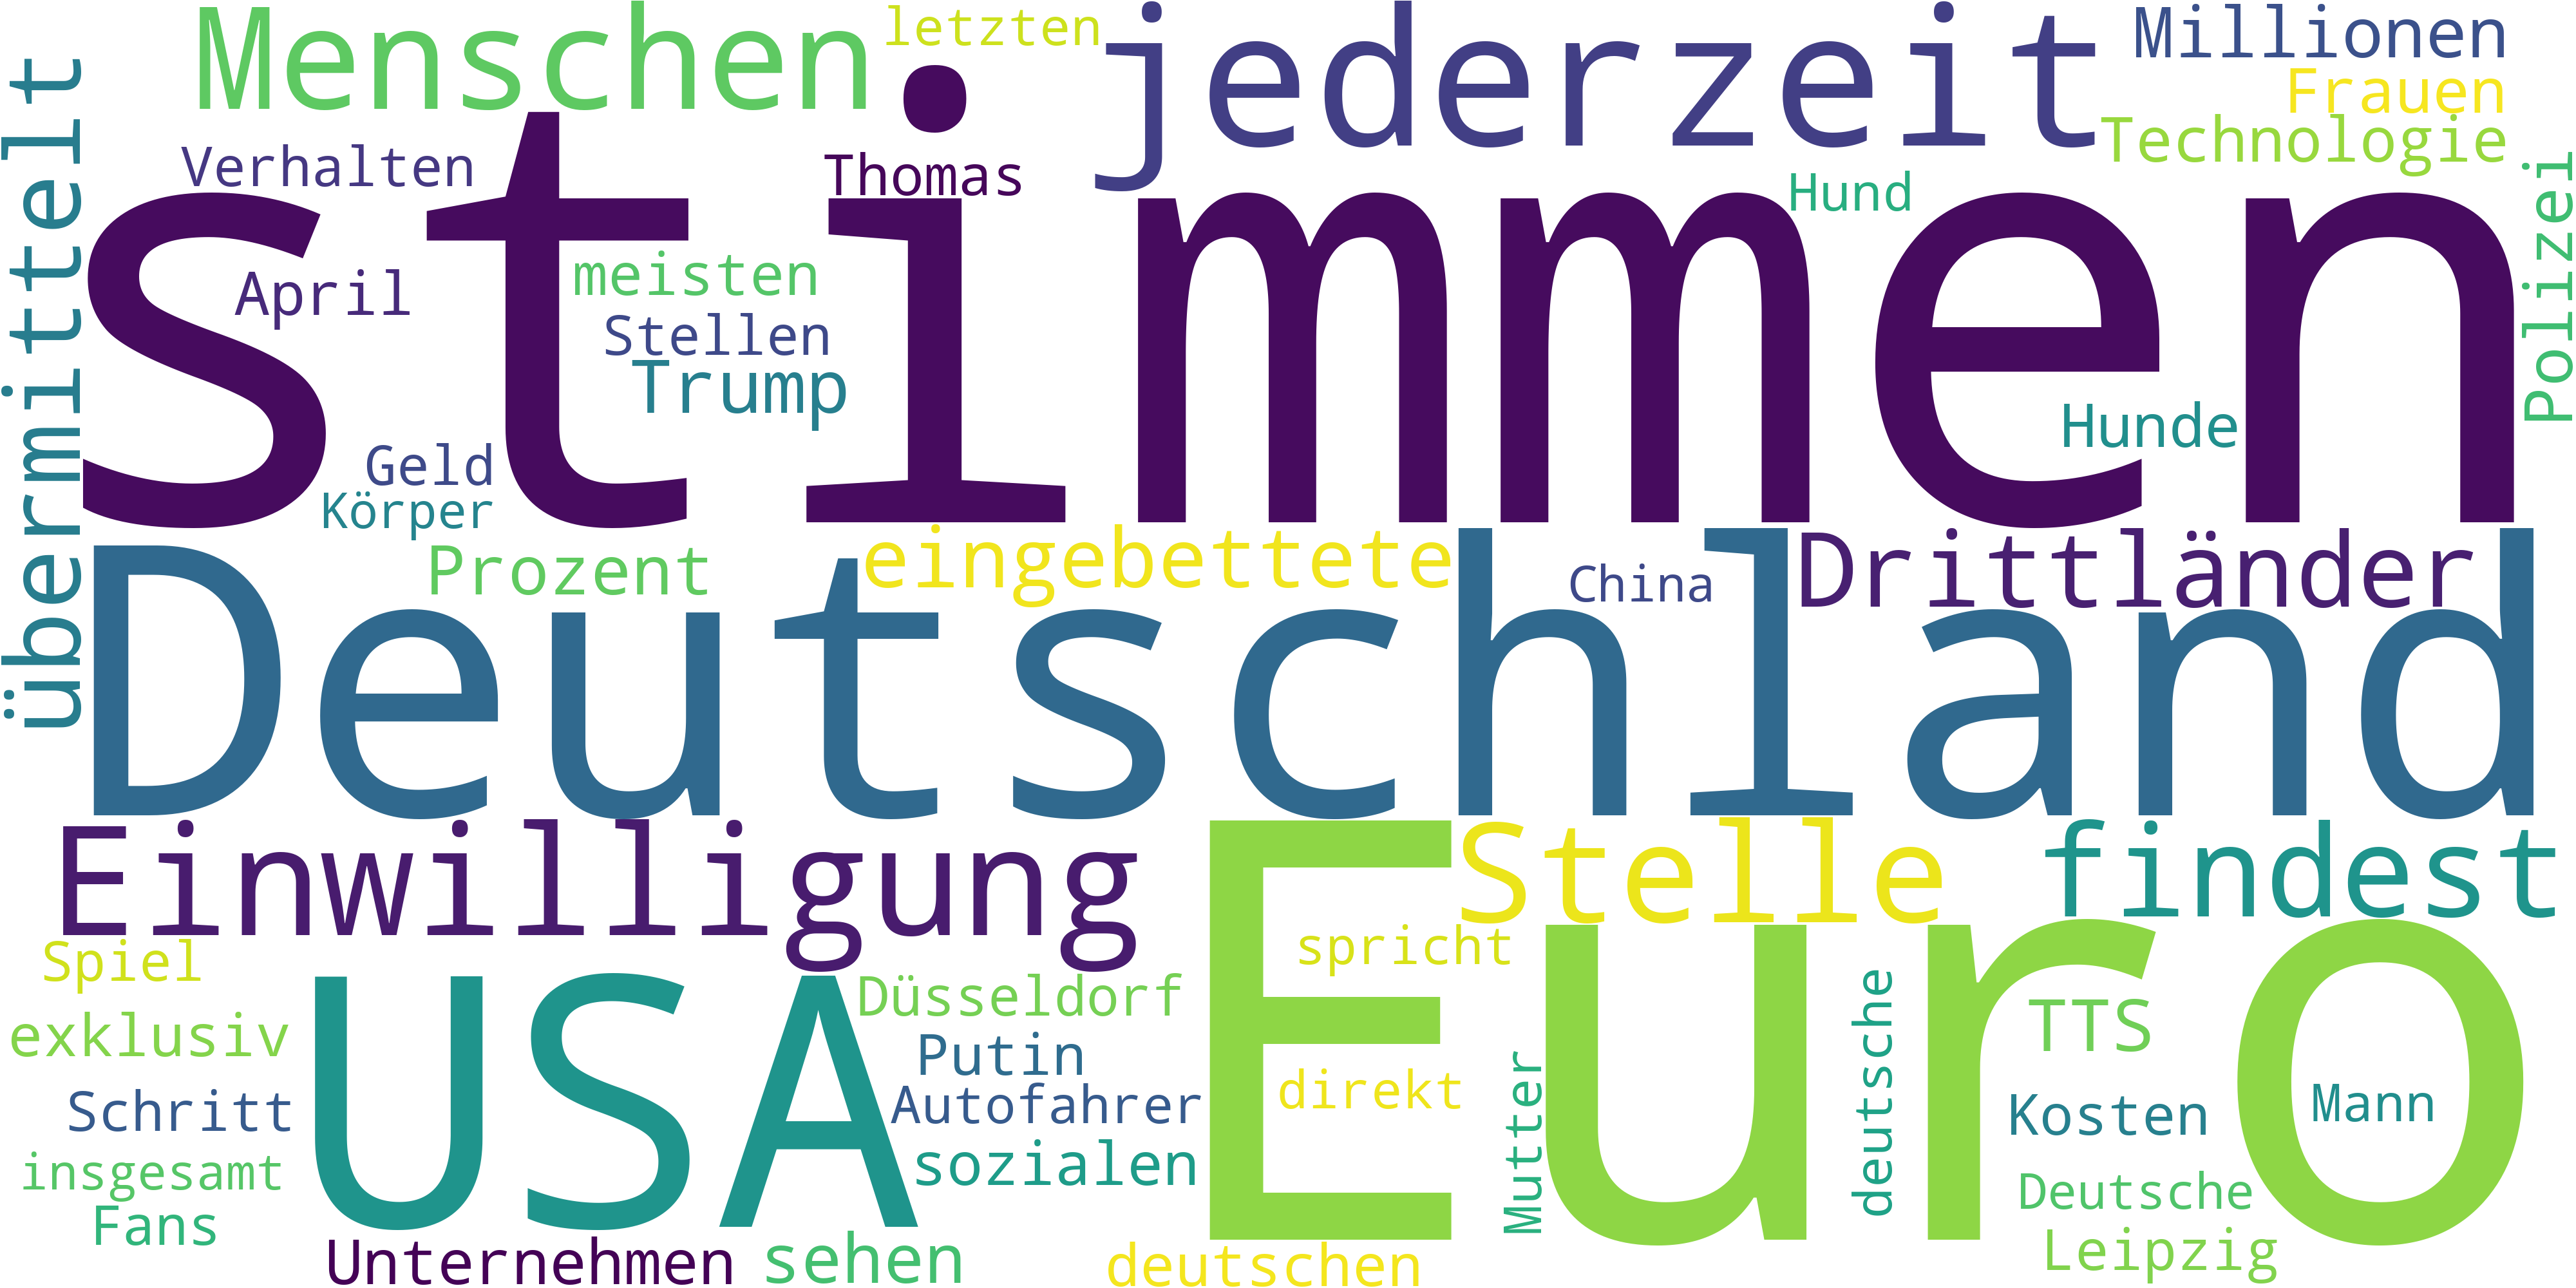 Menschen
letzten
jederzeit
Millionen
Frauen
Technologie
übermittelt
Verhalten
Thomas
Hund
Polizei
stimmen
April
meisten
Stellen
Trump
Hunde
Geld
Körper
Prozent
eingebettete
China
Drittländer
Deutschland
Einwilligung
Stelle
findest
Spiel
spricht
Euro
exklusiv
USA
Düsseldorf
Putin
direkt
deutsche
TTS
Schritt
Autofahrer
Mutter
Kosten
Mann
insgesamt
sozialen
Deutsche
Fans
Unternehmen
sehen
deutschen
Leipzig